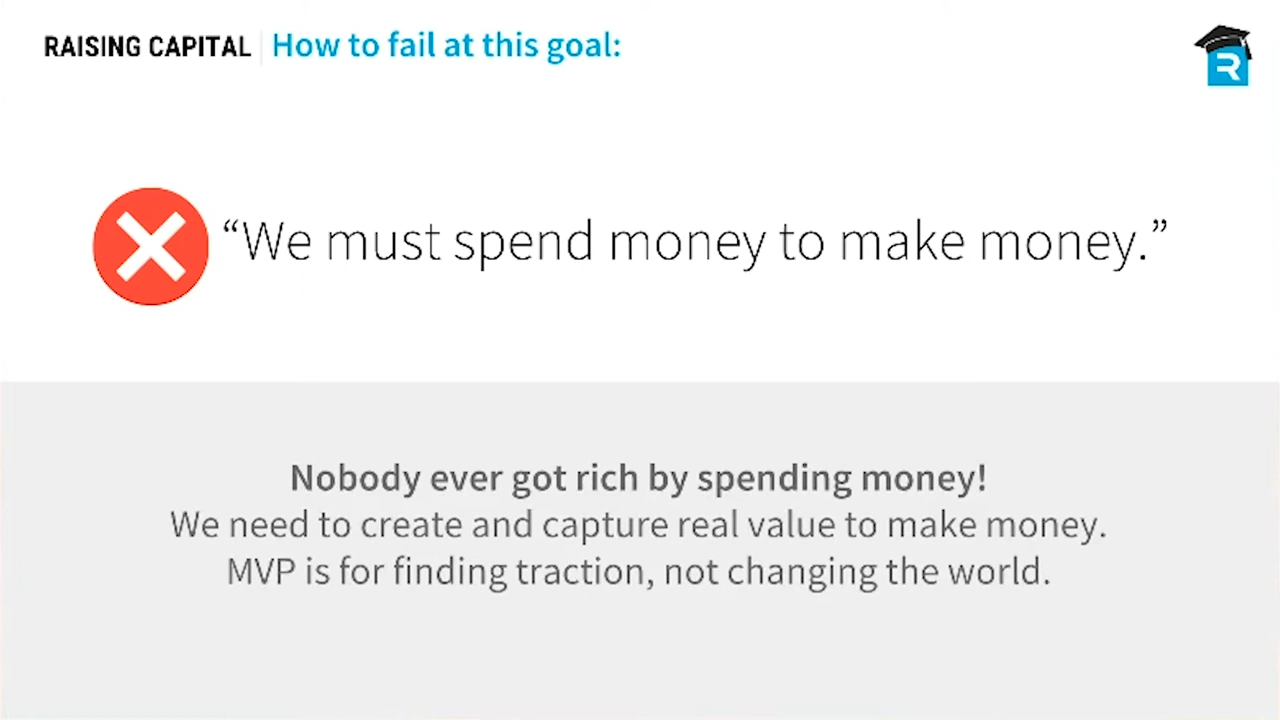 RAISING CAPITAL How to fail at this goal:
R
“We must spend money to make money.”
Nobody ever got rich by spending money!
We need to create and capture real value to make money.
MVP is for finding traction, not changing the world.